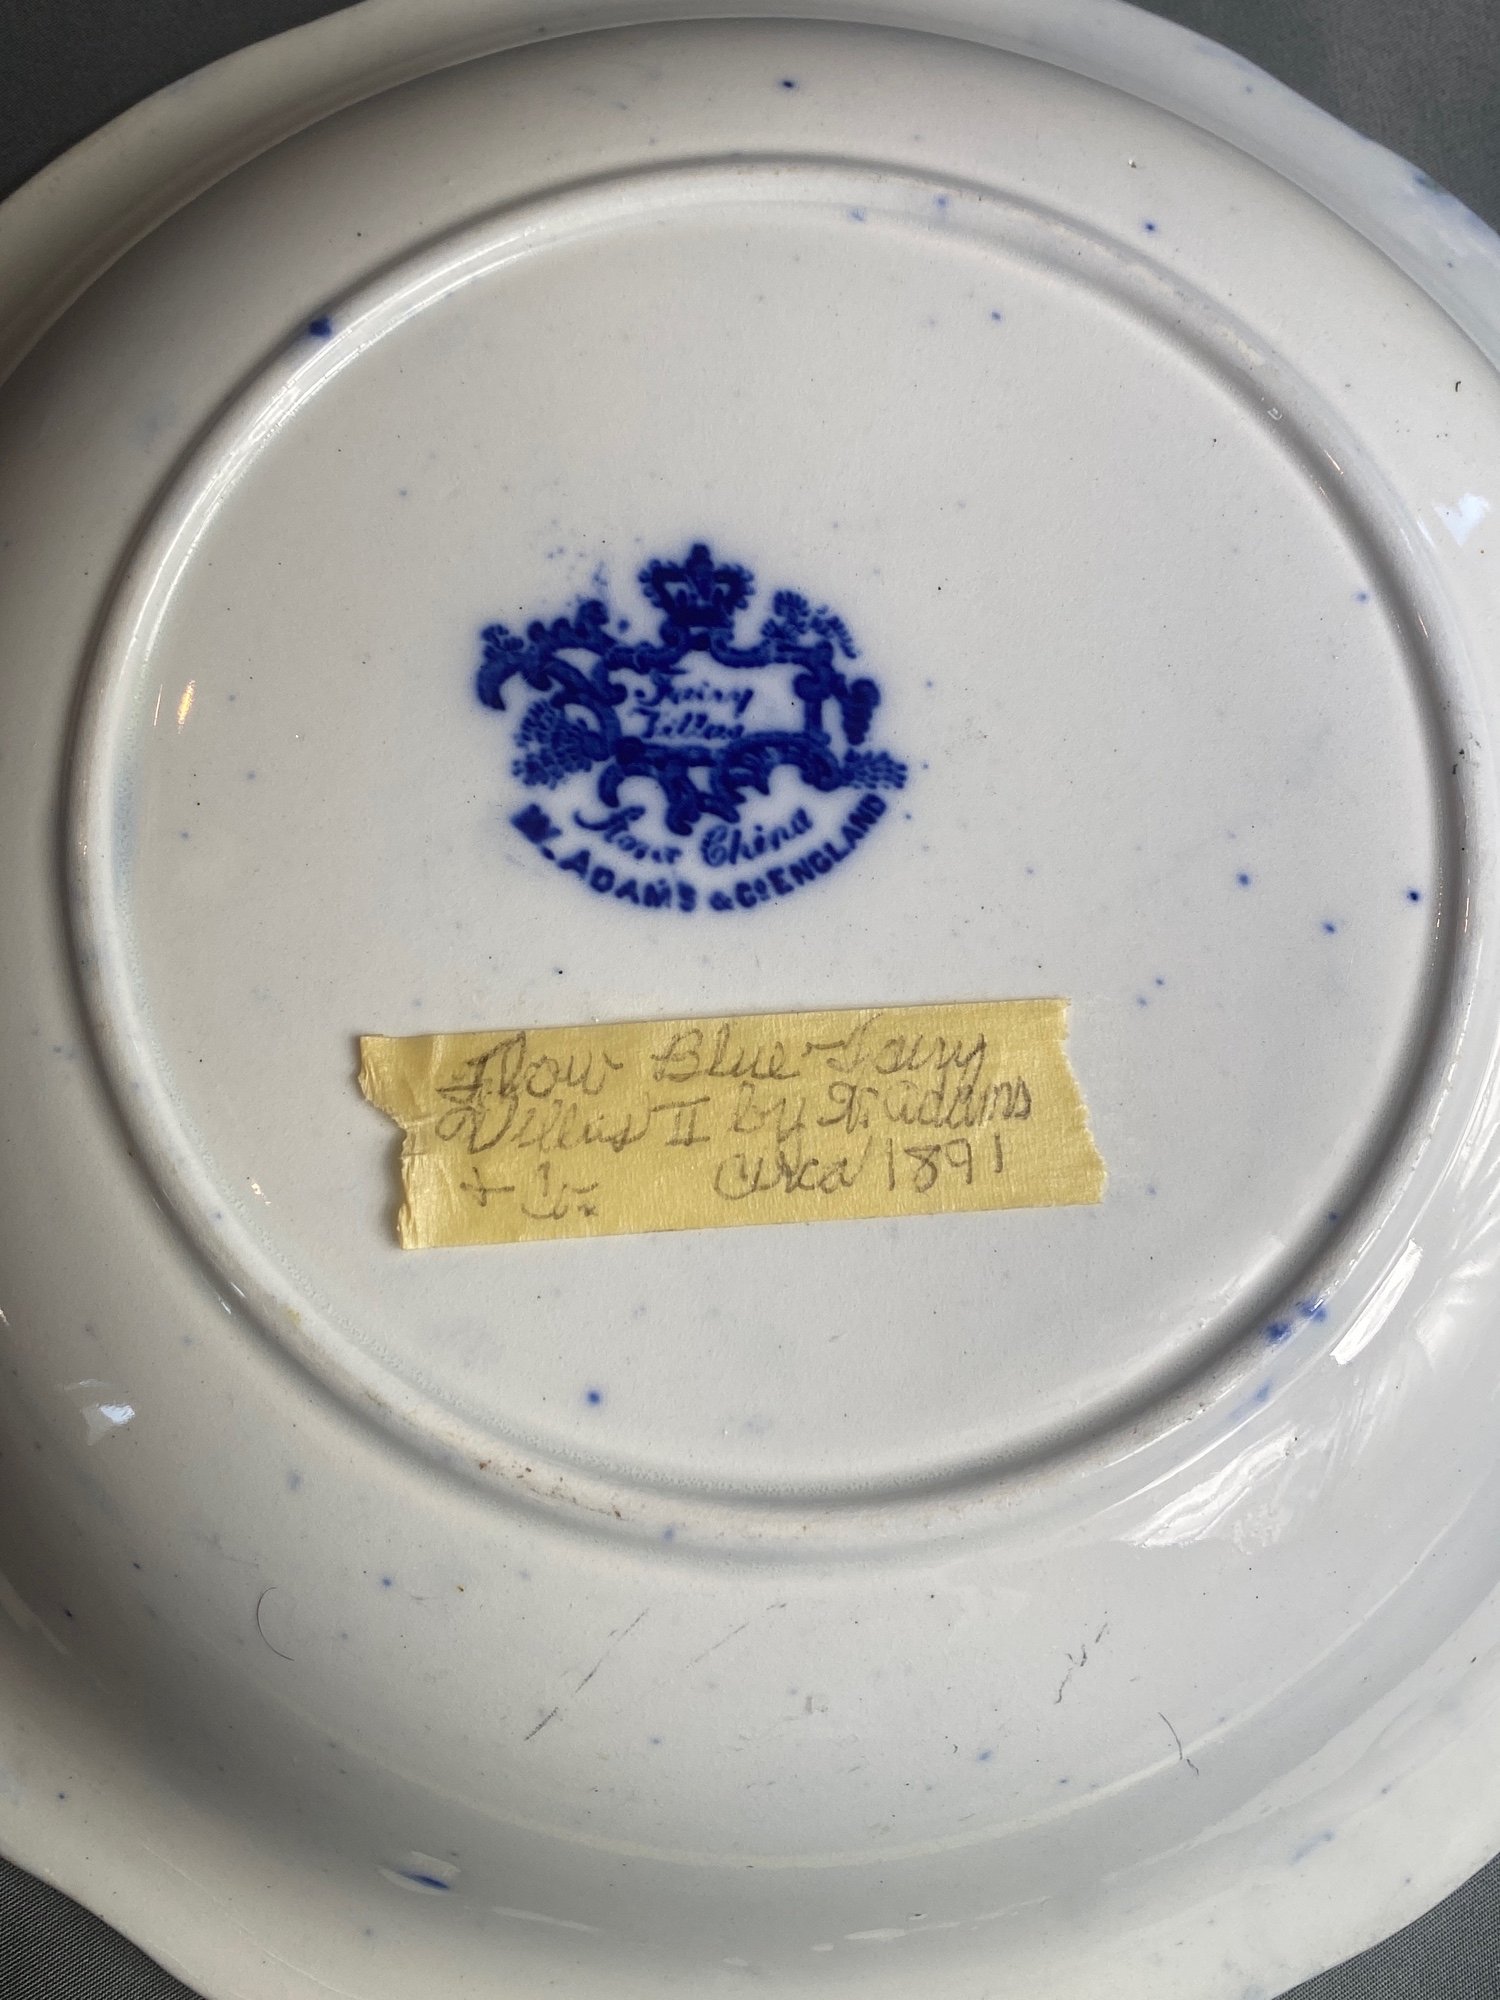 Fairy
Villas
Stone China
W. ADAMS & Co ENGLAND
Flow Blue - Fairy
Villas II by W. Adams
+ Co. circa 1891